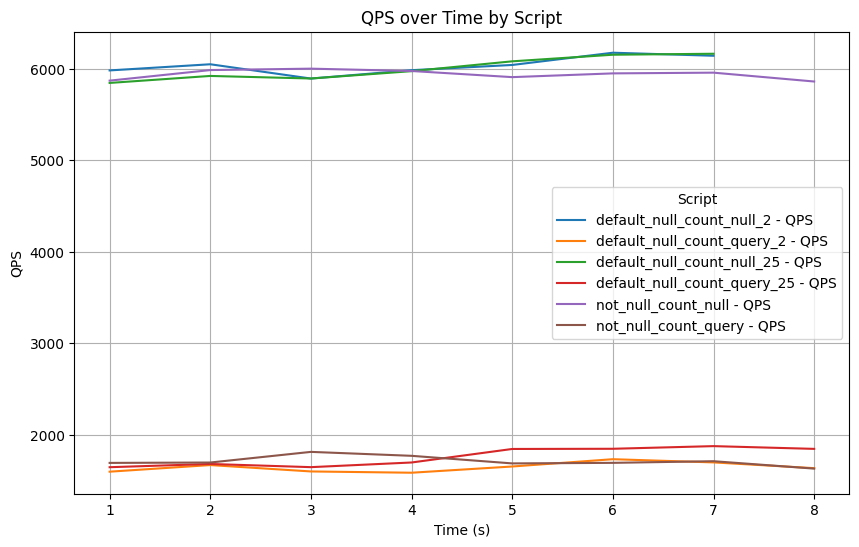 QPS over Time by Script
QPS
6000
5000
4000
3000
2000
Script
default_null_count_null_2 - QPS
default_null_count_query_2 - QPS
default_null_count_null_25 - QPS
default_null_count_query_25 - QPS
not_null_count_null - QPS
not_null_count_query - QPS
1 2 3 4 5 6 7 8
Time (s)